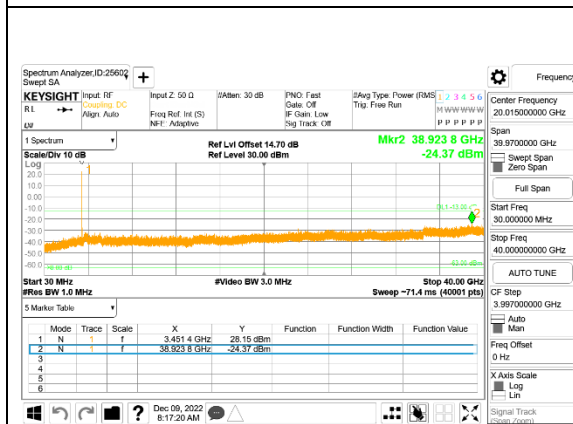 Spectrum Analyzer,ID:25602
Swept SA
Frequency
KEYSIGHT
RL
Input: RF
Coupling: DC
Align: Auto
Input Z: 50 Ω
Freq Ref: Int (S)
NFE: Adaptive
#Atten: 30 dB
PNO: Fast
Gate: Off
IF Gain: Low
Sig Track: Off
#Avg Type: Power (RMS
Trig: Free Run
1 2 3 4 5 6
M W W W W W
P P P P P P
1 Spectrum
Scale/Div 10 dB
Log
Ref Lvl Offset 14.70 dB
Ref Level 30.00 dBm
Mkr2 38.923 8 GHz
-24.37 dBm
20.0
10.0
0.00
-10.0
-20.0
-30.0
-40.0
-50.0
-60.0
1
2
Start 30 MHz
#Res BW 1.0 MHz
#Video BW 3.0 MHz
Stop 40.00 GHz
Sweep ~71.4 ms (40001 pts)
5 Marker Table
Mode Trace Scale X Y Function Function Width Function Value
1 N 1 f 3.451 4 GHz 28.15 dBm
2 N 1 f 38.923 8 GHz -24.37 dBm
3
4
5
6
Dec 09, 2022
8:17:20 AM
Center Frequency
20.015000000 GHz
Span
39.9700000 GHz
Swept Span
Zero Span
Full Span
Start Freq
30.000000 MHz
Stop Freq
40.00000000 GHz
AUTO TUNE
CF Step
3.997000000 GHz
Auto
Man
Freq Offset
0 Hz
X Axis Scale
Log
Lin
Signal Track
(Span Zoom)